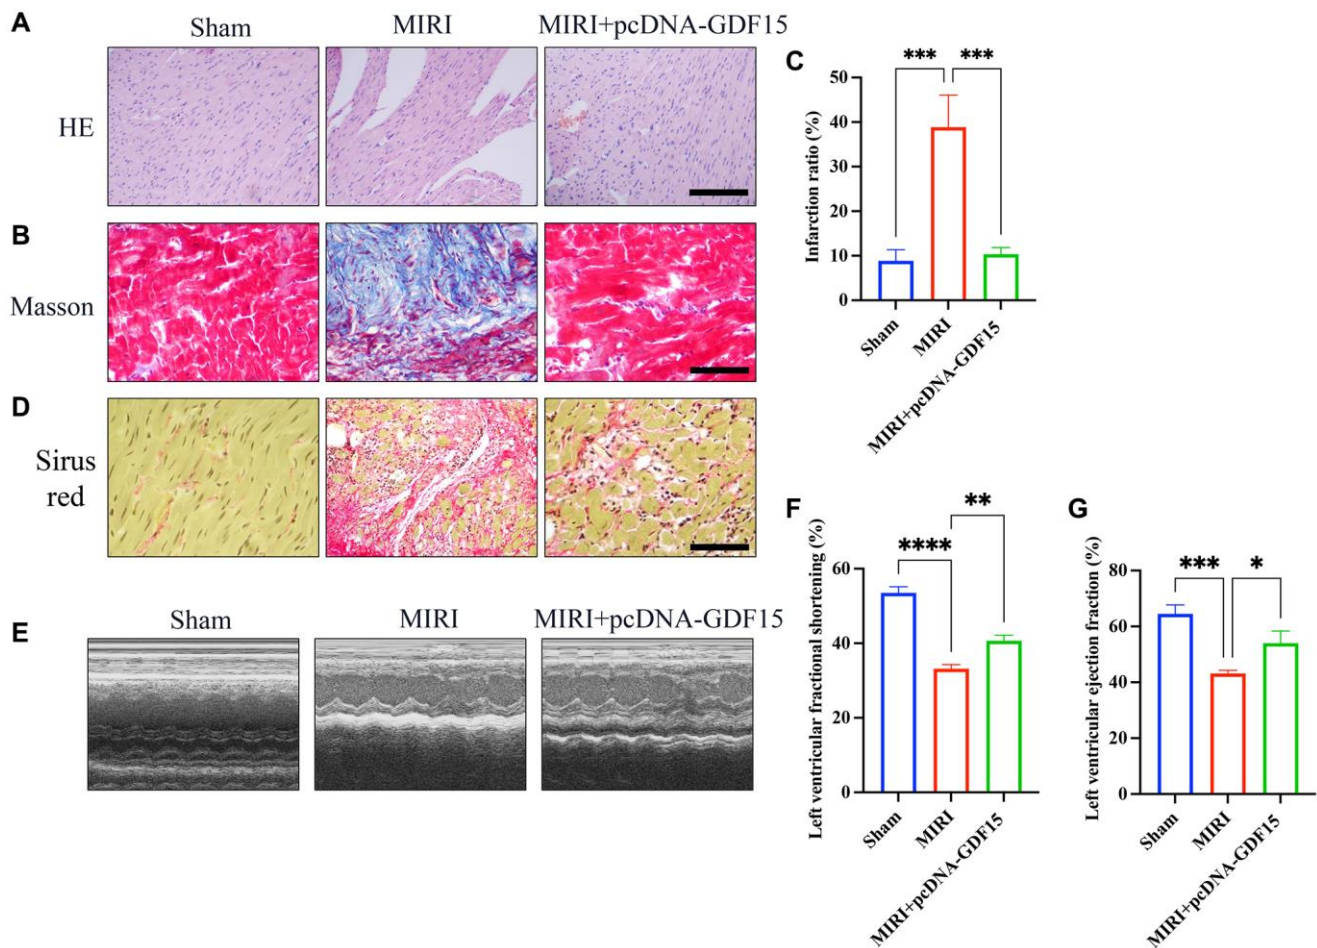 A
Sham
MIRI
MIRI+pcDNA-GDF15
HE
B
Masson
D
Sirus
red
C
*** ***
Infarction ratio (%)
50
40
30
20
10
0
Sham
MIRI
MIRI+pcDNA-GDF15
E
Sham
MIRI
MIRI+pcDNA-GDF15
F
**
****
Left ventricular fractional shortening (%)
60
40
20
0
Sham
MIRI
MIRI+pcDNA-GDF15
G
*** *
Left ventricular ejection fraction (%)
80
60
40
20
0
Sham
MIRI
MIRI+pcDNA-GDF15